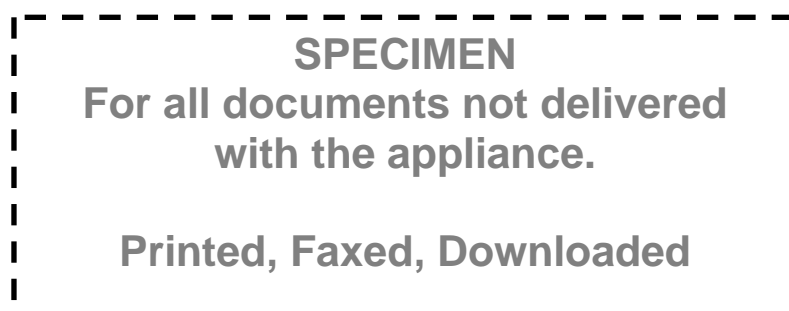 SPECIMEN
For all documents not delivered
with the appliance.
Printed, Faxed, Downloaded